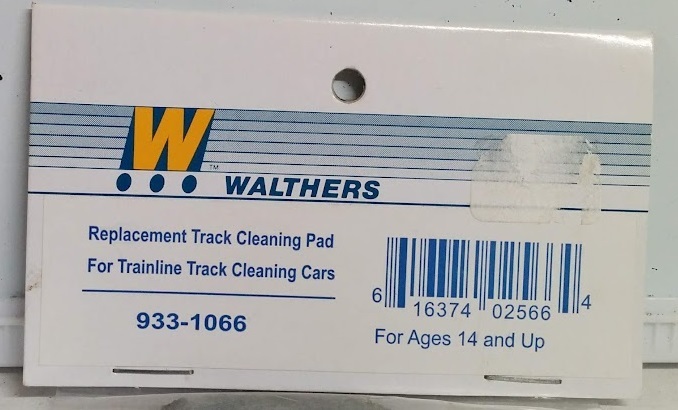 W ™
WALTHERS
Replacement Track Cleaning Pad
For Trainline Track Cleaning Cars
933-1066
6 16374 02566 4
For Ages 14 and Up